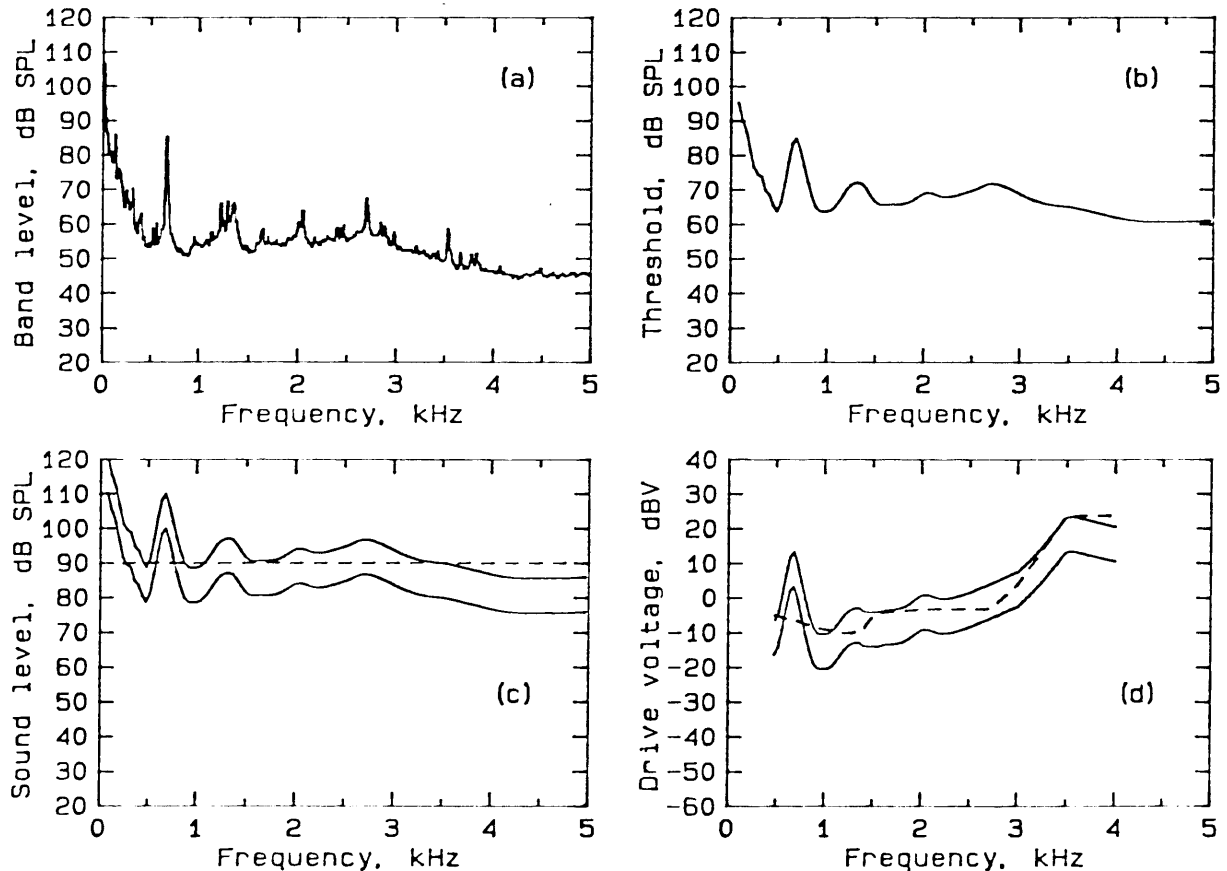 120
110
100
90
80
70
60
50
40
30
20
Band level, dB SPL
(a)
0 1 2 3 4 5
Frequency, kHz
120
110
100
90
80
70
60
50
40
30
20
Threshold, dB SPL
(b)
0 1 2 3 4 5
Frequency, kHz
120
110
100
90
80
70
60
50
40
30
20
Sound level, dB SPL
(c)
0 1 2 3 4 5
Frequency, kHz
40
30
20
10
0
-10
-20
-30
-40
-50
-60
Drive voltage, dBV
(d)
0 1 2 3 4 5
Frequency, kHz